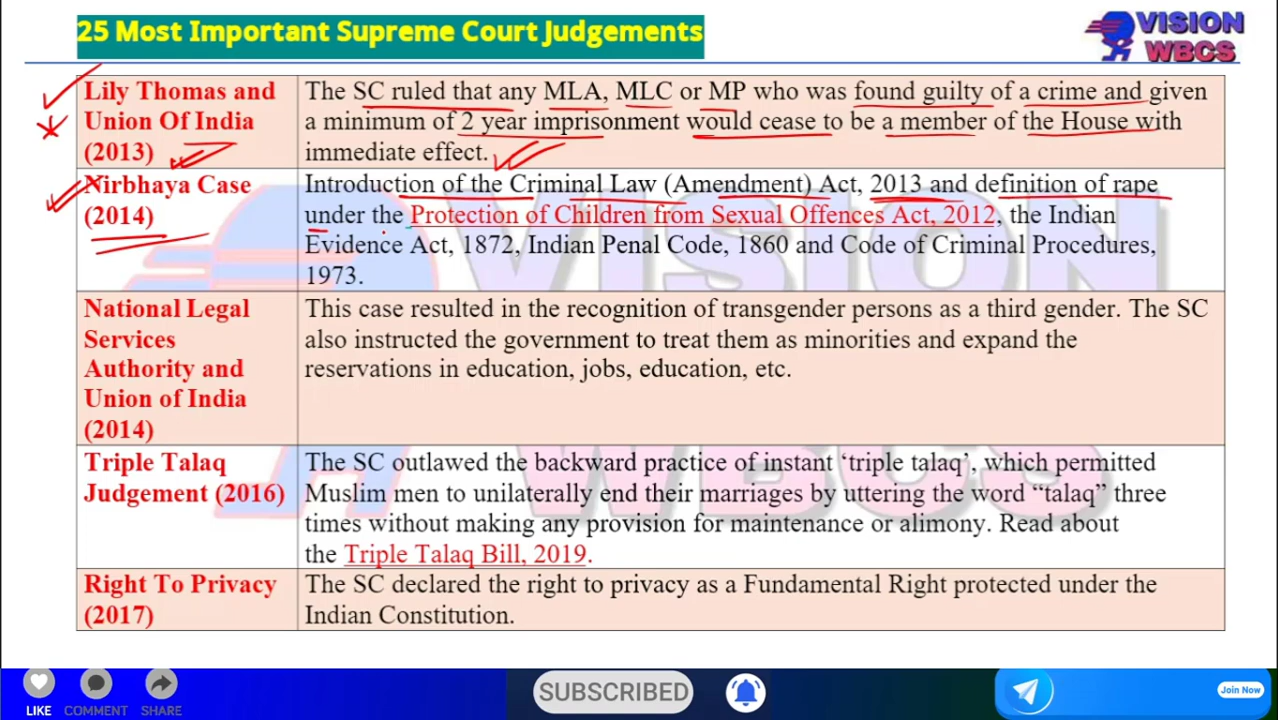 25 Most Important Supreme Court Judgements
VISION
WBCS
Lily Thomas and
Union Of India
(2013)
The SC ruled that any MLA, MLC or MP who was found guilty of a crime and given
a minimum of 2 year imprisonment would cease to be a member of the House with
immediate effect.
Nirbhaya Case
(2014)
Introduction of the Criminal Law (Amendment) Act, 2013 and definition of rape
under the Protection of Children from Sexual Offences Act, 2012, the Indian
Evidence Act, 1872, Indian Penal Code, 1860 and Code of Criminal Procedures,
1973.
National Legal
Services
Authority and
Union of India
(2014)
This case resulted in the recognition of transgender persons as a third gender. The SC
also instructed the government to treat them as minorities and expand the
reservations in education, jobs, education, etc.
Triple Talaq
Judgement (2016)
The SC outlawed the backward practice of instant ‘triple talaq’, which permitted
Muslim men to unilaterally end their marriages by uttering the word “talaq” three
times without making any provision for maintenance or alimony. Read about
the Triple Talaq Bill, 2019.
Right To Privacy
(2017)
The SC declared the right to privacy as a Fundamental Right protected under the
Indian Constitution.
VISION
WBCS
LIKE
COMMENT
SHARE
SUBSCRIBED
Join Now